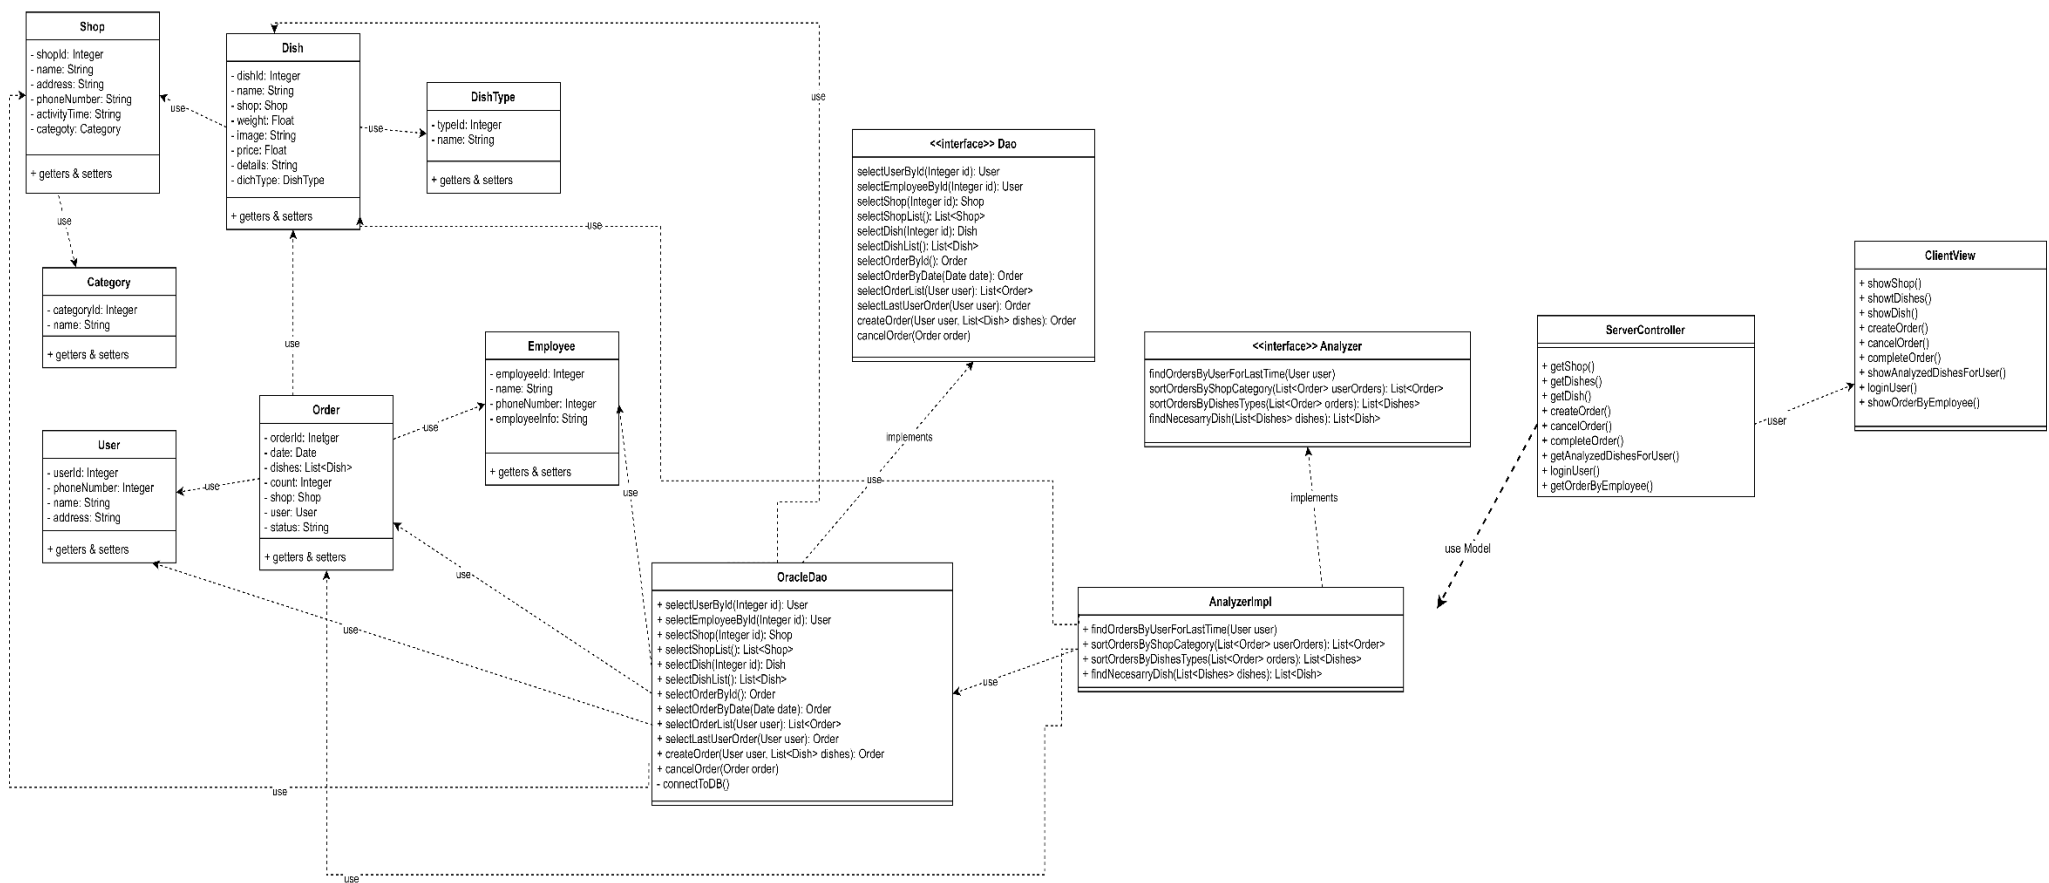 Shop
- shopId: Integer
- name: String
- address: String
- phoneNumber: String
- activityTime: String
- categoty: Category
+ getters & setters
use
Dish
- dishId: Integer
- name: String
- shop: Shop
- weight: Float
- image: String
- price: Float
- details: String
- dichType: DishType
+ getters & setters
use
use
DishType
- typeId: Integer
- name: String
+ getters & setters
use
use
Category
- categoryId: Integer
- name: String
+ getters & setters
use
Employee
- employeeId: Integer
- name: String
- phoneNumber: Integer
- employeeInfo: String
+ getters & setters
use
use
Order
- orderId: Inetger
- date: Date
- dishes: List<Dish>
- count: Integer
- shop: Shop
- user: User
- status: String
+ getters & setters
use
User
- userId: Integer
- phoneNumber: Integer
- name: String
- address: String
+ getters & setters
use
use
use
use
<<interface>> Dao
selectUserById(Integer id): User
selectEmployeeById(Integer id): User
selectShop(Integer id): Shop
selectShopList(): List<Shop>
selectDish(Integer id): Dish
selectDishList(): List<Dish>
selectOrderById(): Order
selectOrderByDate(Date date): Order
selectOrderList(User user): List<Order>
selectLastUserOrder(User user): Order
createOrder(User user, List<Dish> dishes): Order
cancelOrder(Order order)
implements
use
OracleDao
+ selectUserById(Integer id): User
+ selectEmployeeById(Integer id): User
+ selectShop(Integer id): Shop
+ selectShopList(): List<Shop>
+ selectDish(Integer id): Dish
+ selectDishList(): List<Dish>
+ selectOrderById(): Order
+ selectOrderByDate(Date date): Order
+ selectOrderList(User user): List<Order>
+ selectLastUserOrder(User user): Order
+ createOrder(User user, List<Dish> dishes): Order
+ cancelOrder(Order order)
- connectToDB()
use
<<interface>> Analyzer
findOrdersByUserForLastTime(User user)
sortOrdersByShopCategory(List<Order> userOrders): List<Order>
sortOrdersByDishesTypes(List<Order> orders): List<Dishes>
findNecesarryDish(List<Dishes> dishes): List<Dish>
implements
AnalyzerImpl
+ findOrdersByUserForLastTime(User user)
+ sortOrdersByShopCategory(List<Order> userOrders): List<Order>
+ sortOrdersByDishesTypes(List<Order> orders): List<Dishes>
+ findNecesarryDish(List<Dishes> dishes): List<Dish>
use Model
ServerController
+ getShop()
+ getDishes()
+ getDish()
+ createOrder()
+ cancelOrder()
+ completeOrder()
+ getAnalyzedDishesForUser()
+ loginUser()
+ getOrderByEmployee()
user
ClientView
+ showShop()
+ showtDishes()
+ showDish()
+ createOrder()
+ cancelOrder()
+ completeOrder()
+ showAnalyzedDishesForUser()
+ loginUser()
+ showOrderByEmployee()